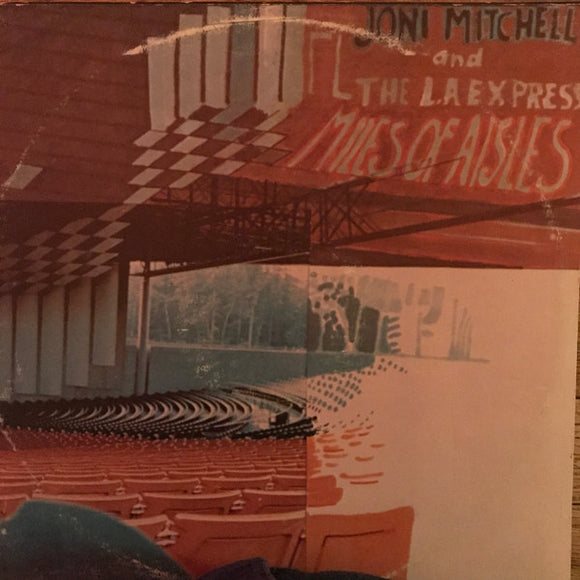 JONI MITCHELL
and
THE L.A EXPRESS
MILES OF AISLES